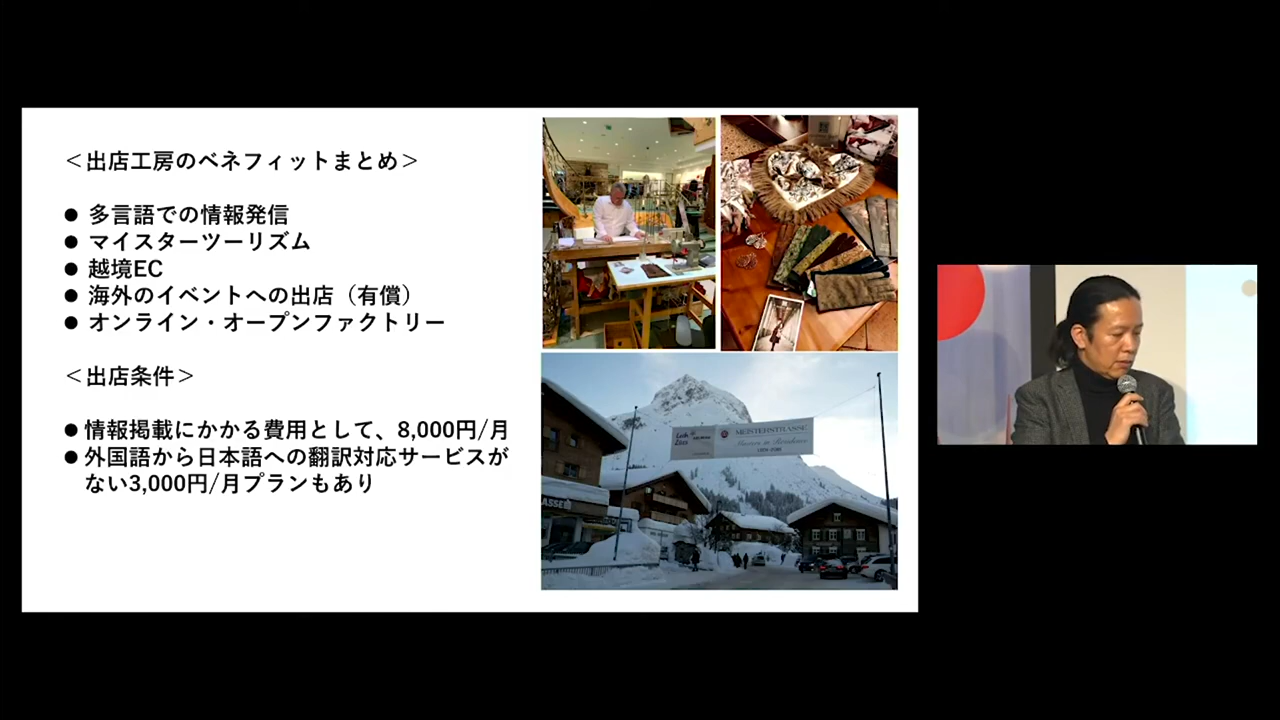 ＜出店工房のベネフィットまとめ＞
● 多言語での情報発信
● マイスターツーリズム
● 越境EC
● 海外のイベントへの出店（有償）
● オンライン・オープンファクトリー
＜出店条件＞
● 情報掲載にかかる費用として、8,000円/月
● 外国語から日本語への翻訳対応サービスが
ない3,000円/月プランもあり
MEISTERSTRASSE